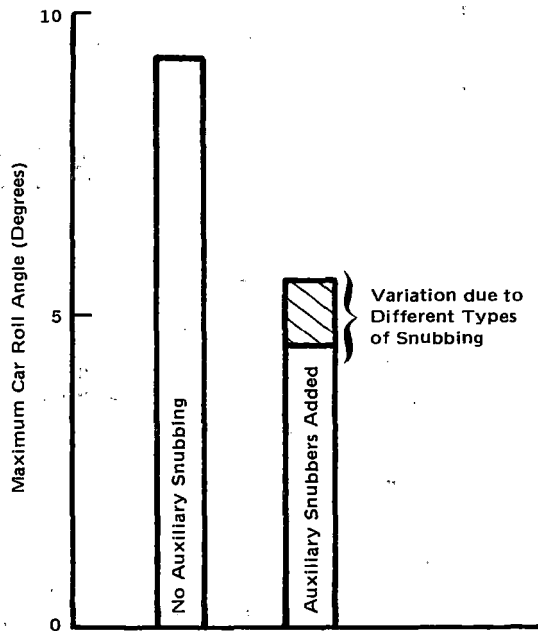 10
5
0
Maximum Car Roll Angle (Degrees)
No Auxiliary Snubbing
Auxiliary Snubbers Added
Variation due to
Different Types
of Snubbing